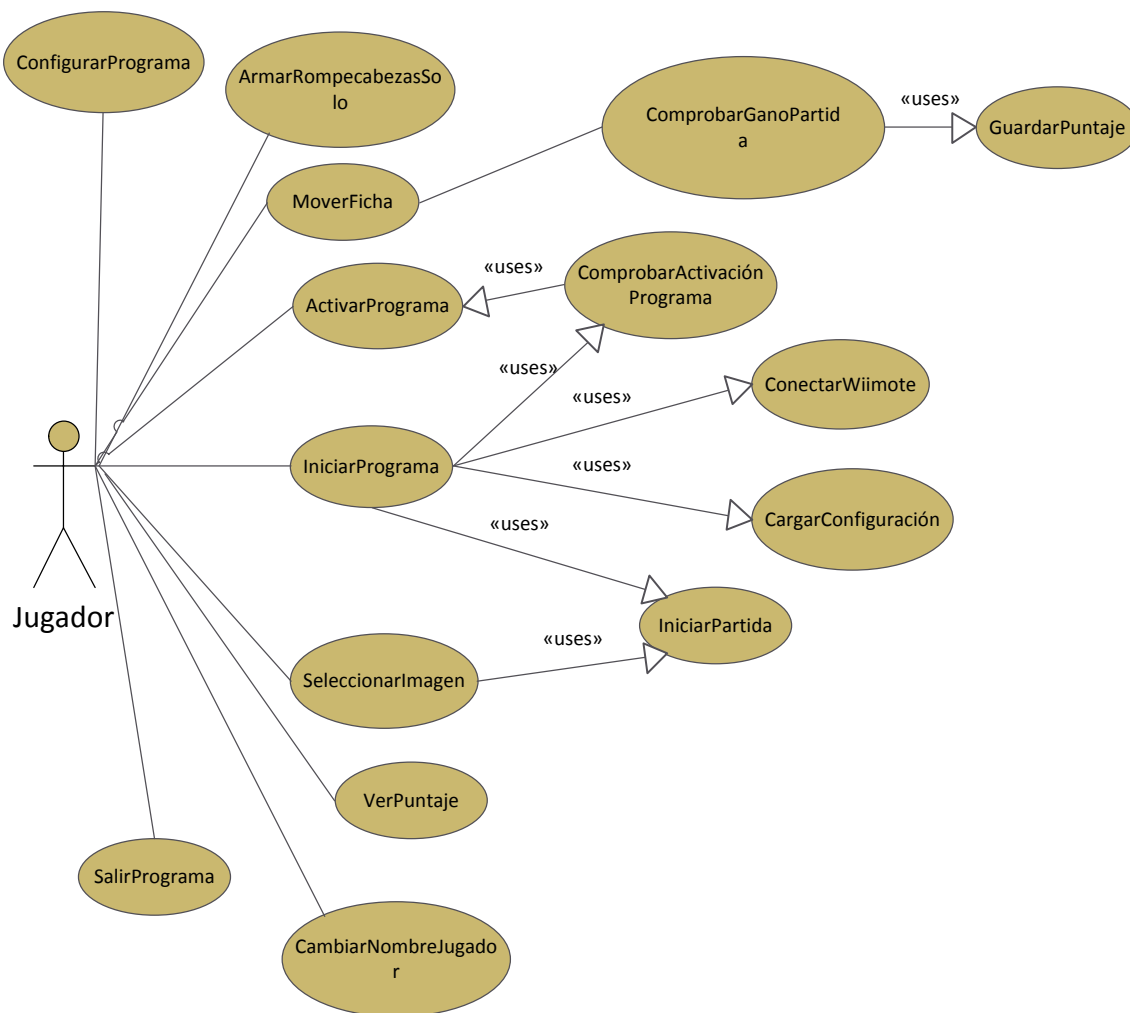 ConfigurarPrograma
ArmarRompecabezasSo
lo
ComprobarGanoPartid
a
«uses»
GuardarPuntaje
MoverFicha
ActivarPrograma
«uses»
ComprobarActivación
Programa
«uses»
ConectarWiimote
«uses»
IniciarPrograma
«uses»
CargarConfiguración
«uses»
Jugador
IniciarPartida
«uses»
SeleccionarImagen
VerPuntaje
SalirPrograma
CambiarNombreJugado
r